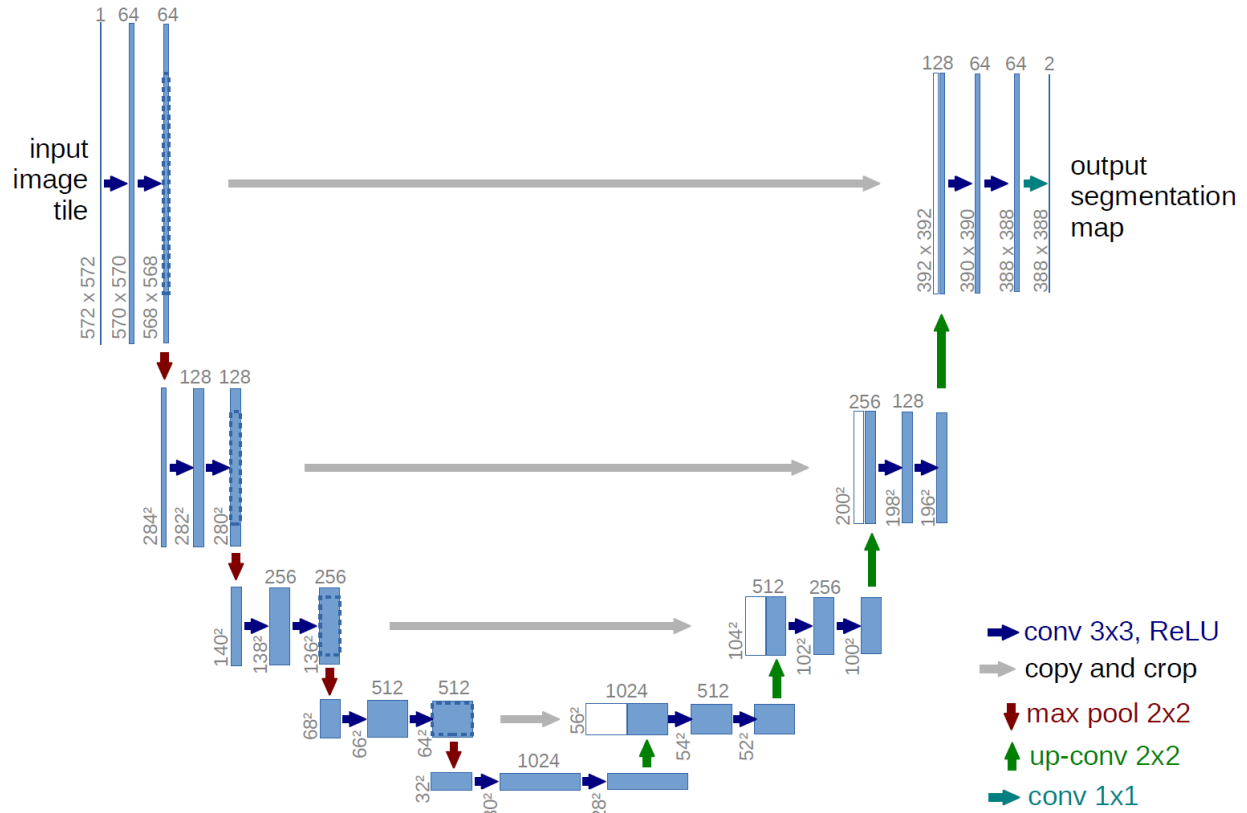 1 64 64
input
image
tile
572 x 572
570 x 570
568 x 568
128 64 64 2
392 x 392
390 x 390
388 x 388
388 x 388
output
segmentation
map
128 128
284²
282²
280²
256 128
200²
198²
196²
256 256
140²
138²
136²
512 256
104²
102²
100²
512 512
68²
66²
64²
1024 512
56²
54²
52²
1024
32²
30²
28²
conv 3x3, ReLU
copy and crop
max pool 2x2
up-conv 2x2
conv 1x1